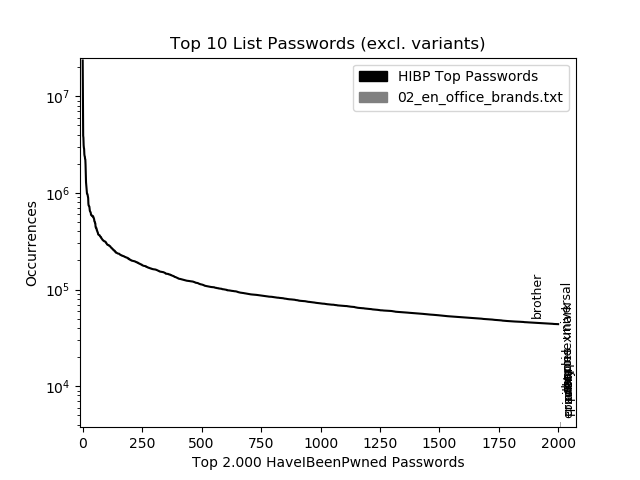 Top 10 List Passwords (excl. variants)
HIBP Top Passwords
02_en_office_brands.txt
Occurrences
10^7
10^6
10^5
10^4
brother
universal
0
250
500
750
1000
1250
1500
1750
2000
Top 2.000 HaveIBeenPwned Passwords